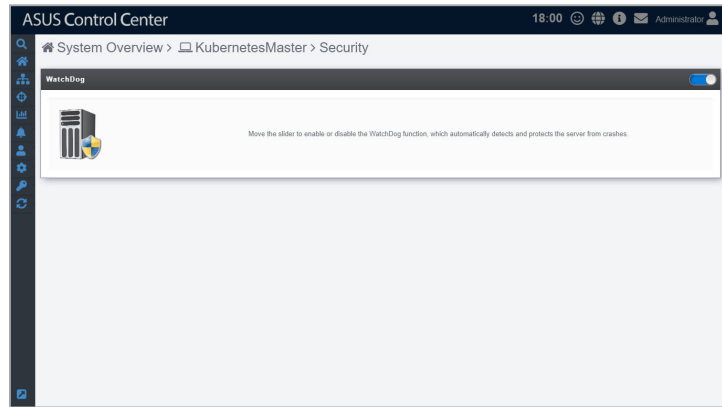 ASUS Control Center
18:00
Administrator
System Overview > KubernetesMaster > Security
WatchDog
Move the slider to enable or disable the WatchDog function, which automatically detects and protects the server from crashes.